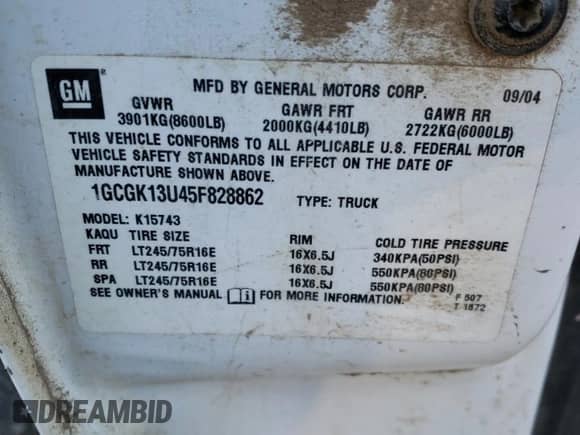 GM
MFD BY GENERAL MOTORS CORP. 09/04
GVWR GAWR FRT GAWR RR
3901KG(8600LB) 2000KG(4410LB) 2722KG(6000LB)
THIS VEHICLE CONFORMS TO ALL APPLICABLE U.S. FEDERAL MOTOR
VEHICLE SAFETY STANDARDS IN EFFECT ON THE DATE OF
MANUFACTURE SHOWN ABOVE.
1GCGK13U45F828862 TYPE: TRUCK
MODEL: K15743
KAQU TIRE SIZE RIM COLD TIRE PRESSURE
FRT LT245/75R16E 16X6.5J 340KPA(50PSI)
RR LT245/75R16E 16X6.5J 550KPA(80PSI)
SPA LT245/75R16E 16X6.5J 550KPA(80PSI)
SEE OWNER'S MANUAL FOR MORE INFORMATION. F 507
T 1872
DREAMBID